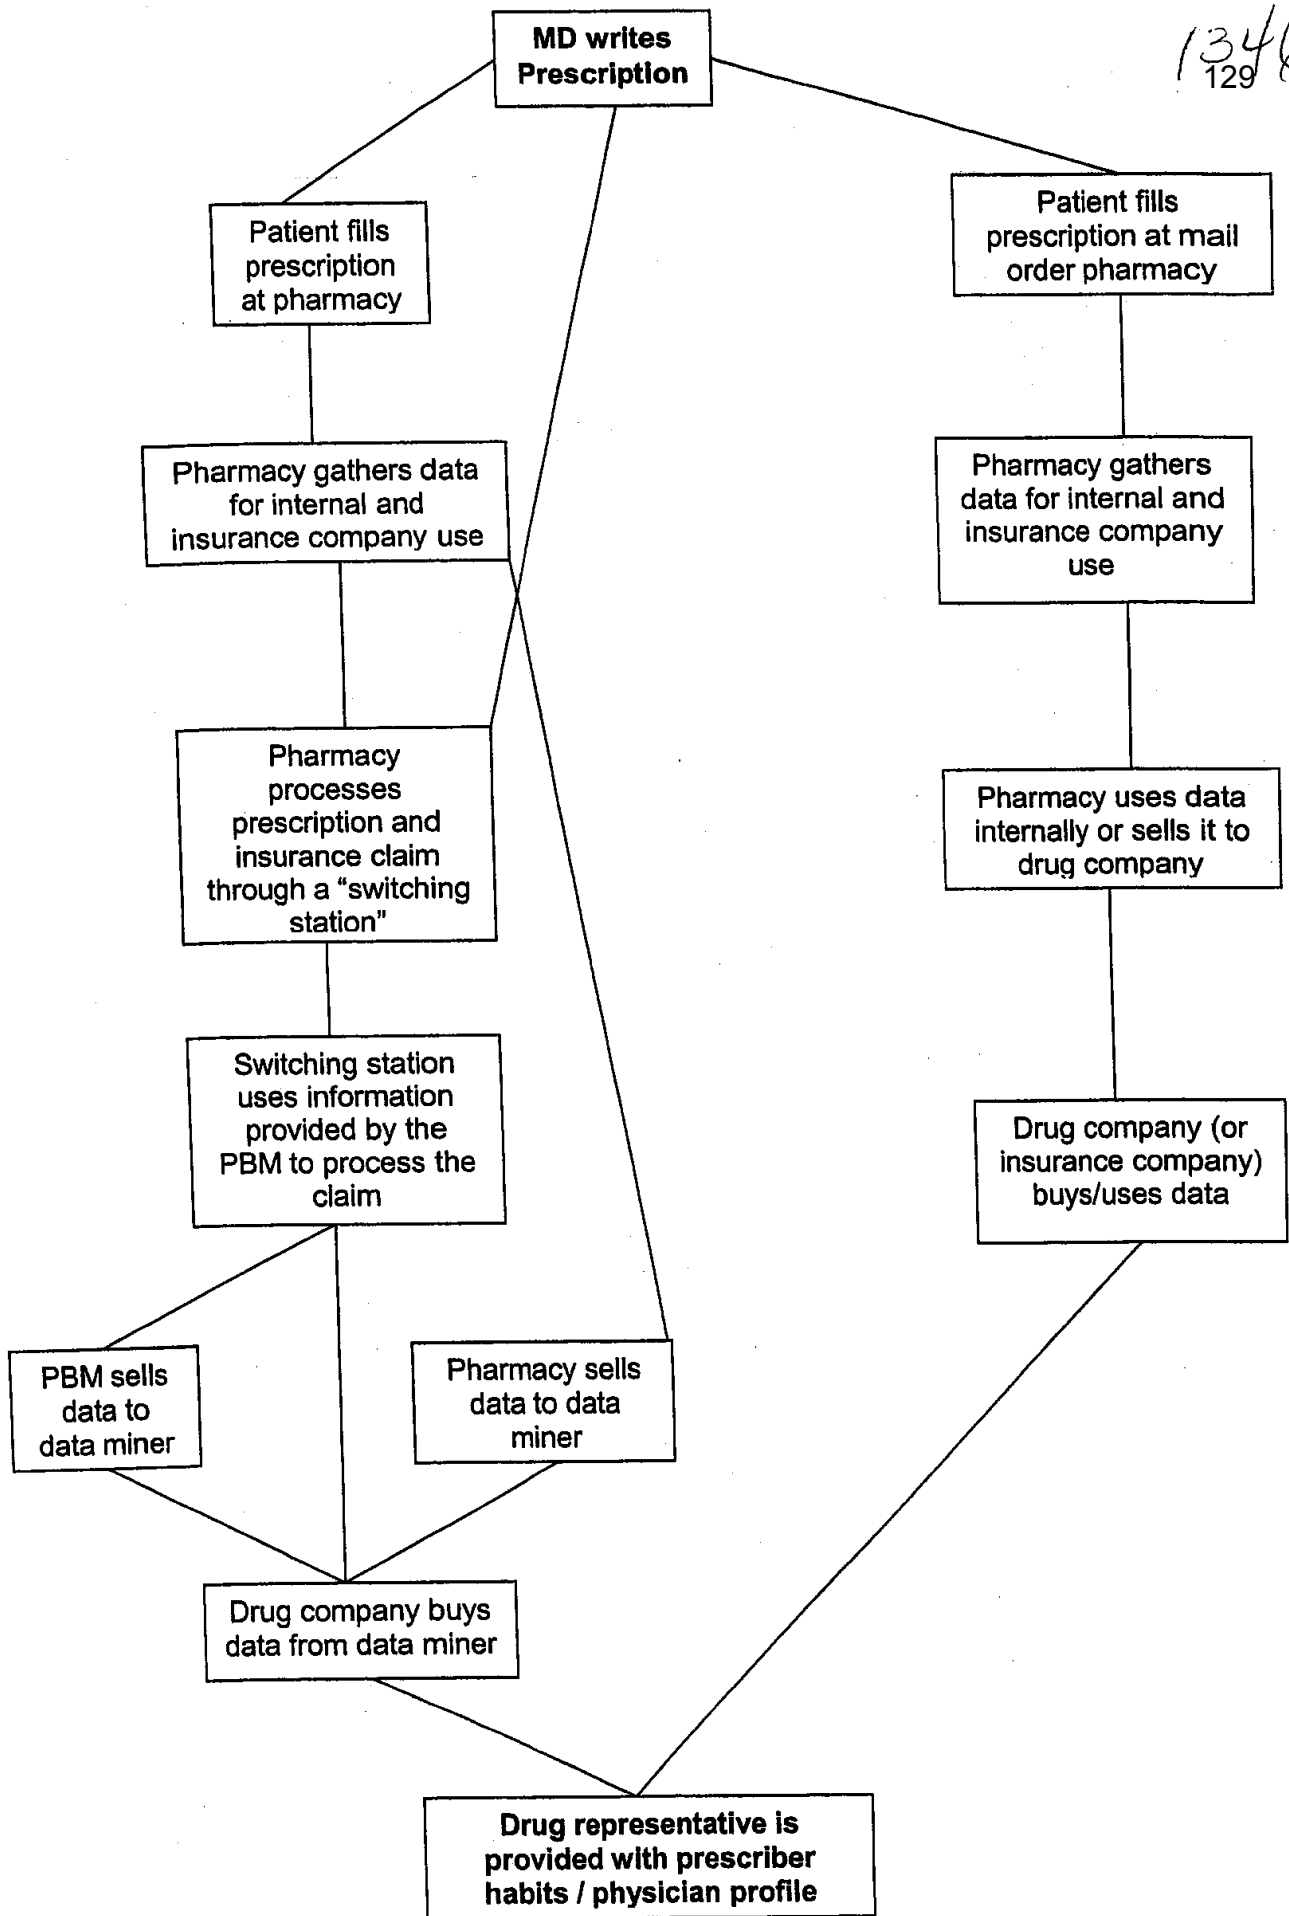 MD writes
Prescription
134
129
Patient fills
prescription
at pharmacy
Patient fills
prescription at mail
order pharmacy
Pharmacy gathers data
for internal and
insurance company use
Pharmacy gathers
data for internal and
insurance company
use
Pharmacy
processes
prescription and
insurance claim
through a “switching
station”
Pharmacy uses data
internally or sells it to
drug company
Switching station
uses information
provided by the
PBM to process the
claim
Drug company (or
insurance company)
buys/uses data
PBM sells
data to
data miner
Pharmacy sells
data to data
miner
Drug company buys
data from data miner
Drug representative is
provided with prescriber
habits / physician profile